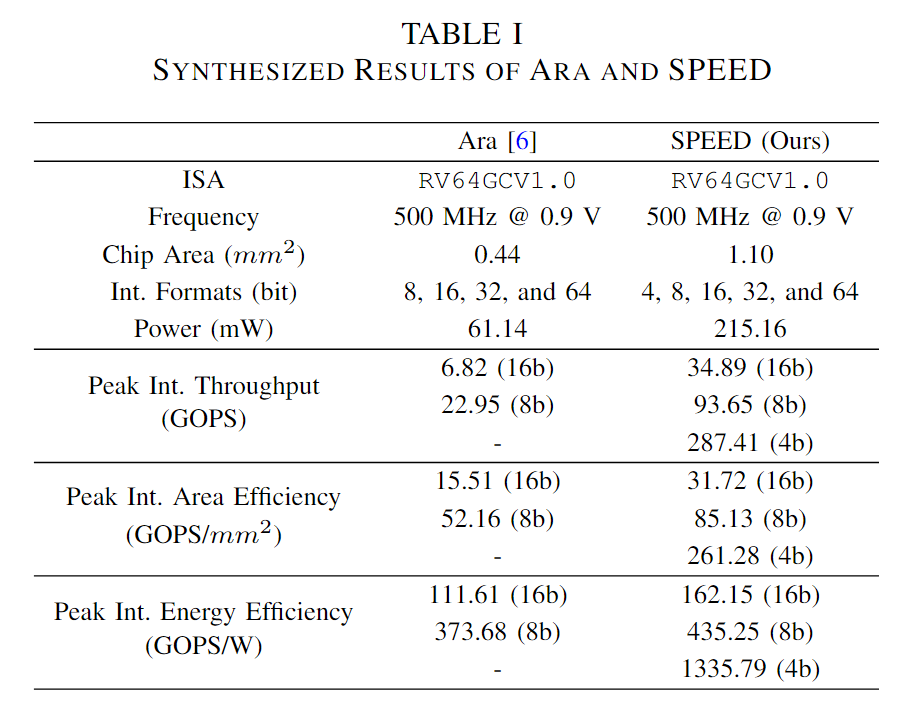 TABLE I
SYNTHESIZED RESULTS OF ARA AND SPEED
Ara [6] SPEED (Ours)
ISA RV64GCV1.0 RV64GCV1.0
Frequency 500 MHz @ 0.9 V 500 MHz @ 0.9 V
Chip Area (mm²) 0.44 1.10
Int. Formats (bit) 8, 16, 32, and 64 4, 8, 16, 32, and 64
Power (mW) 61.14 215.16
Peak Int. Throughput
(GOPS)
6.82 (16b) 34.89 (16b)
22.95 (8b) 93.65 (8b)
- 287.41 (4b)
Peak Int. Area Efficiency
(GOPS/mm²)
15.51 (16b) 31.72 (16b)
52.16 (8b) 85.13 (8b)
- 261.28 (4b)
Peak Int. Energy Efficiency
(GOPS/W)
111.61 (16b) 162.15 (16b)
373.68 (8b) 435.25 (8b)
- 1335.79 (4b)